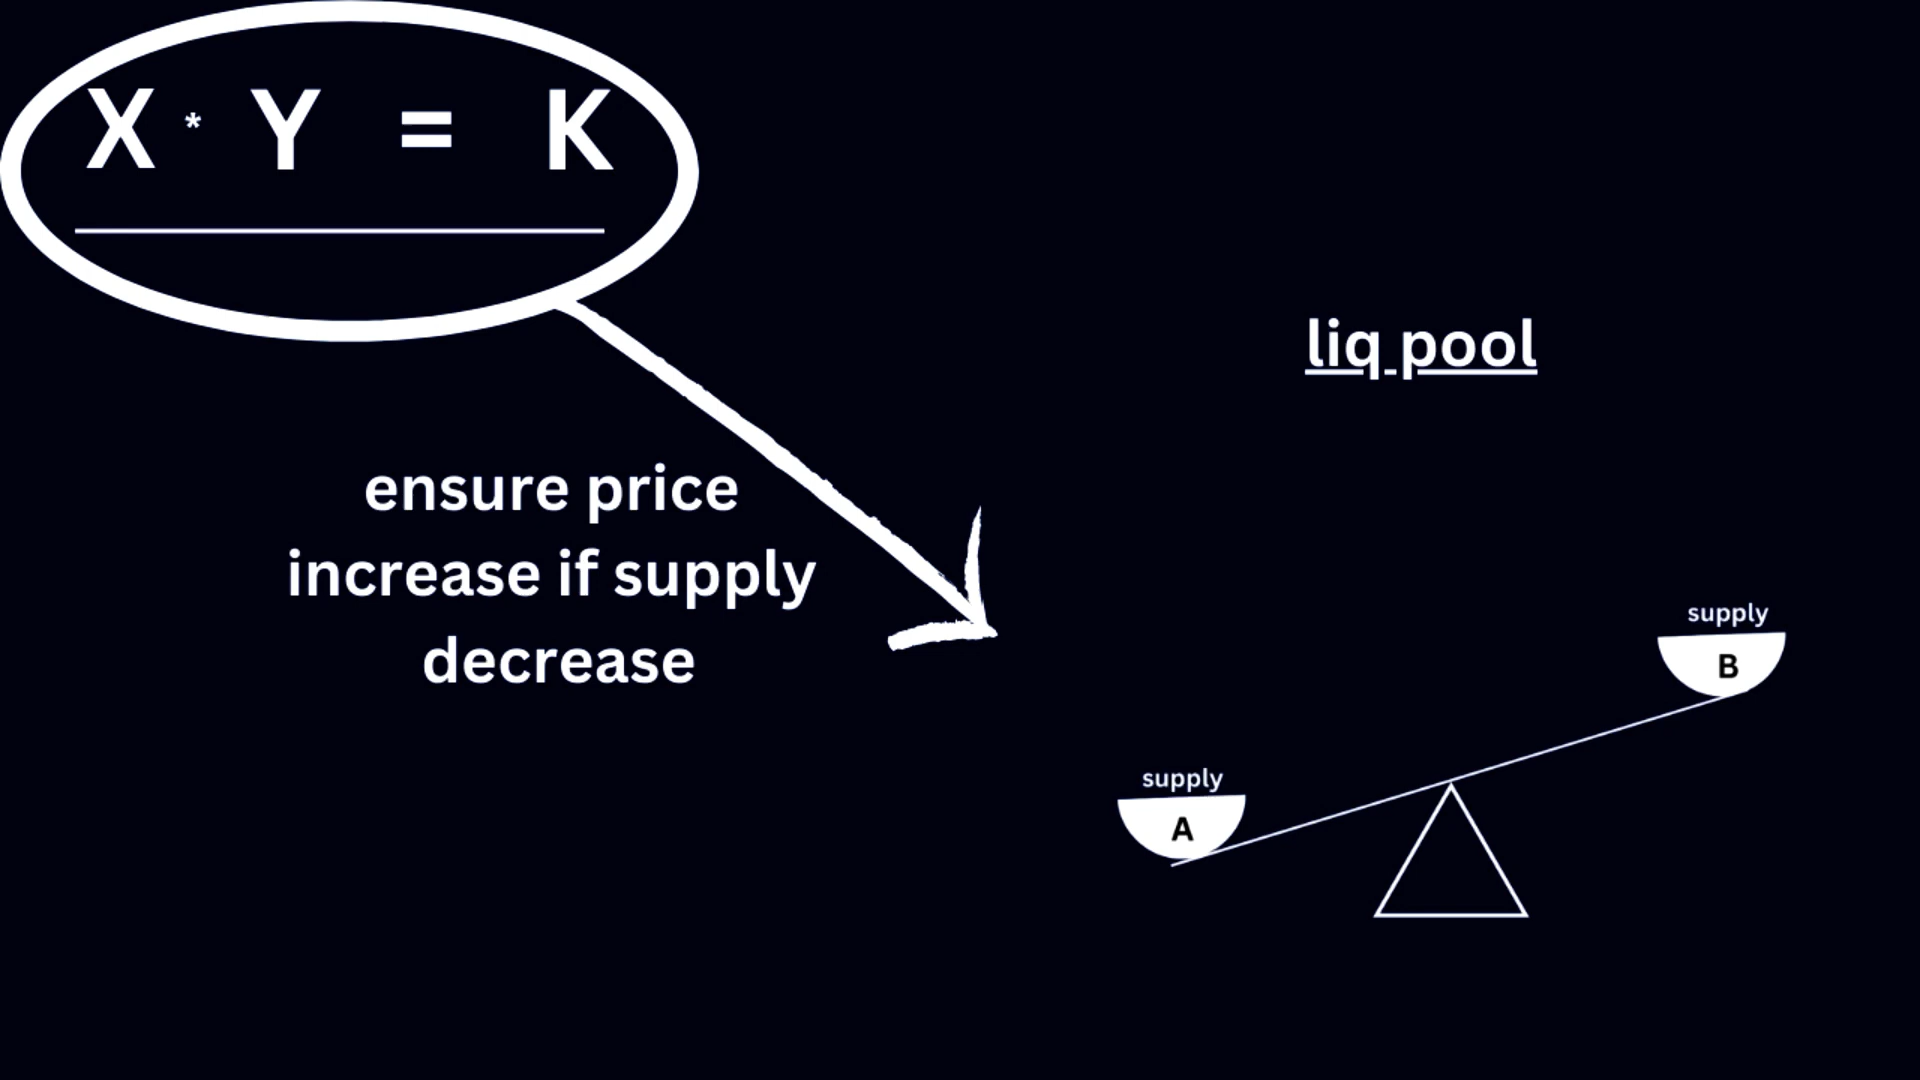 X * Y = K
liq pool
ensure price
increase if supply
decrease
supply
B
supply
A